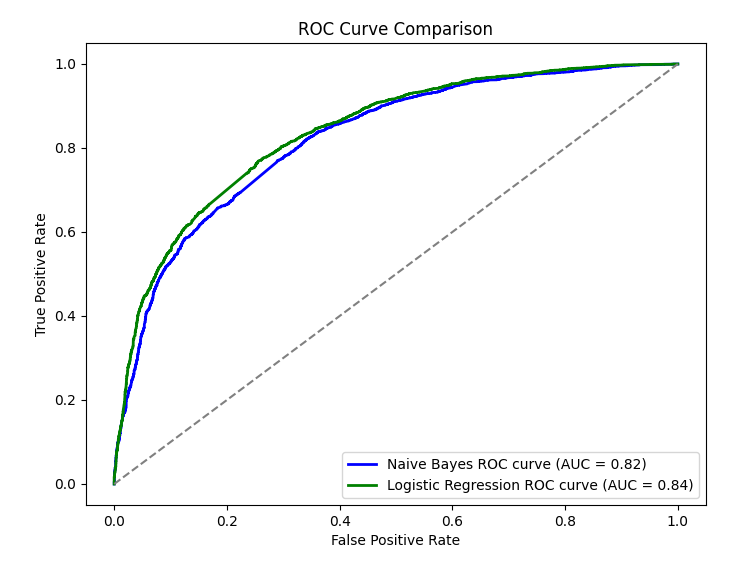 ROC Curve Comparison
True Positive Rate
1.0
0.8
0.6
0.4
0.2
0.0
Naive Bayes ROC curve (AUC = 0.82)
Logistic Regression ROC curve (AUC = 0.84)
0.0 0.2 0.4 0.6 0.8 1.0
False Positive Rate